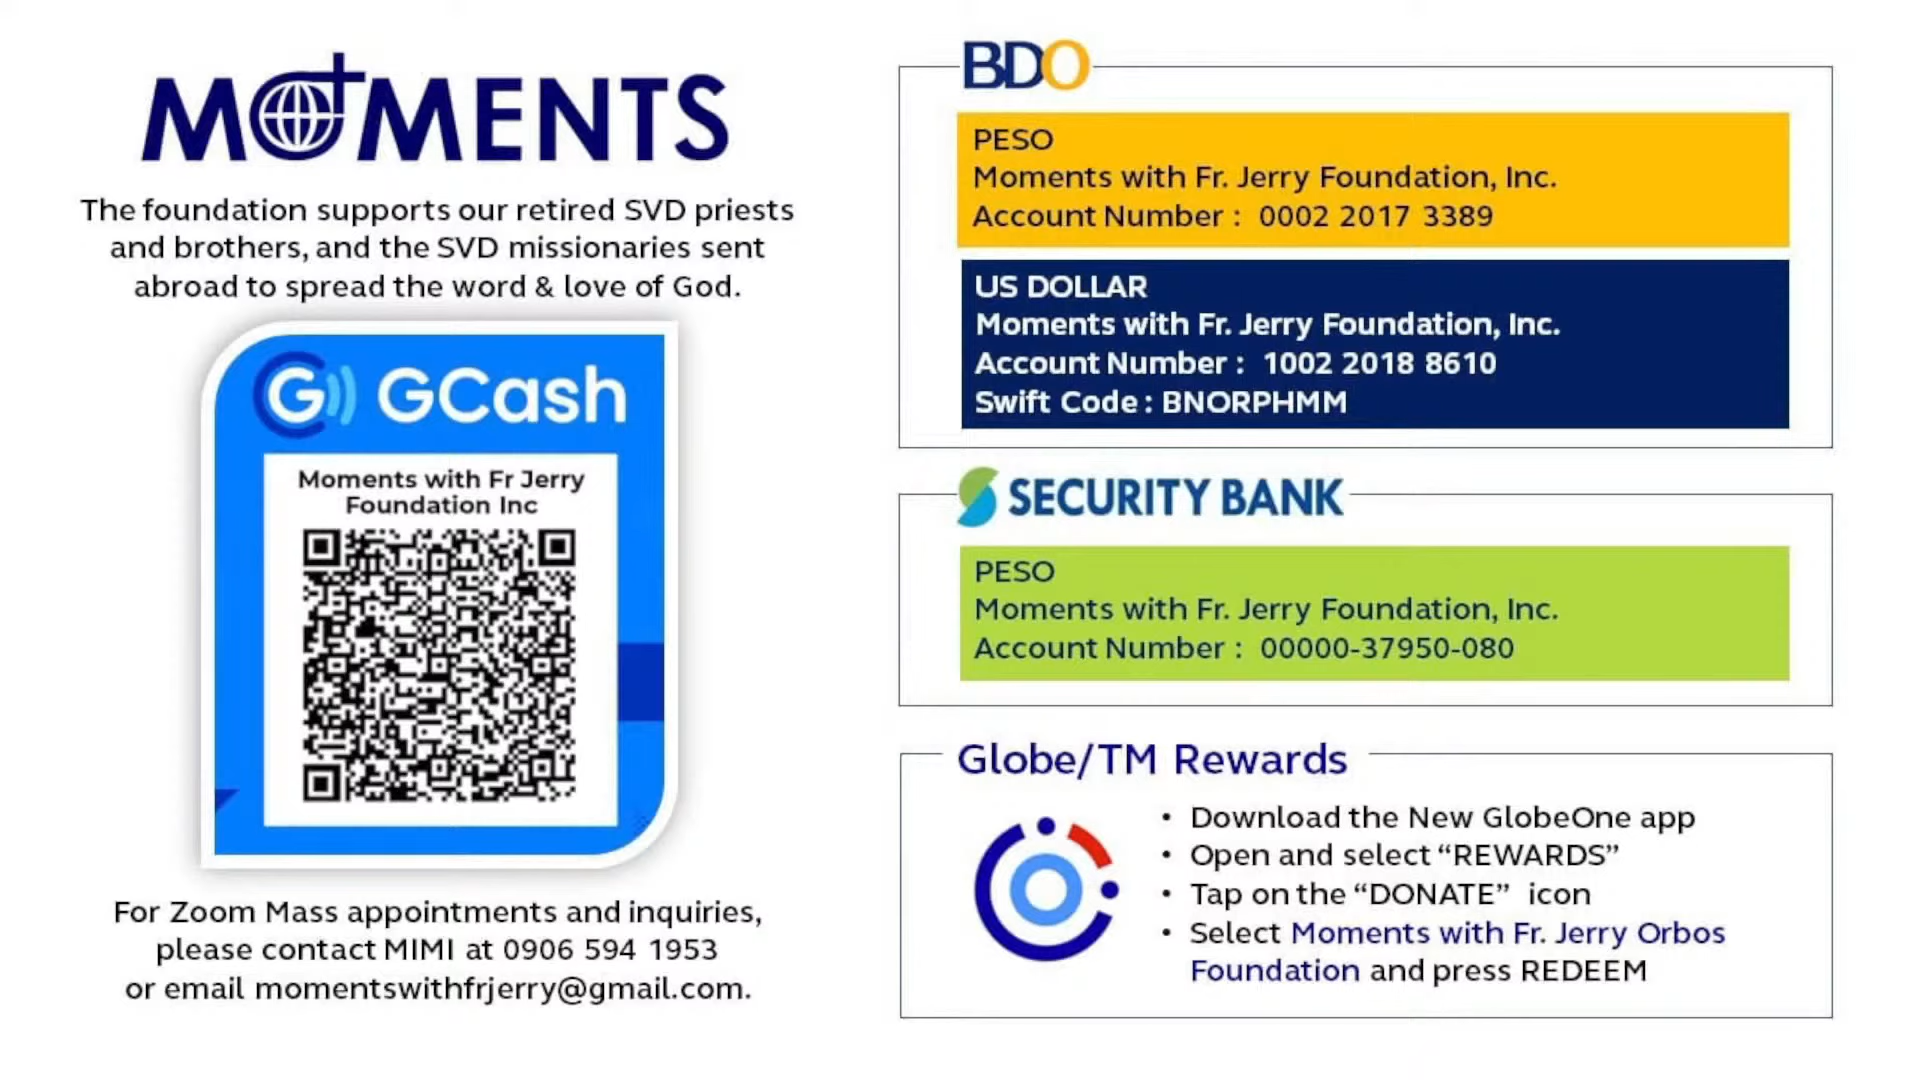 MOMENTS
The foundation supports our retired SVD priests
and brothers, and the SVD missionaries sent
abroad to spread the word & love of God.
G GCash
Moments with Fr Jerry
Foundation Inc
For Zoom Mass appointments and inquiries,
please contact MIMI at 0906 594 1953
or email momentswithfrjerry@gmail.com.
BDO
PESO
Moments with Fr. Jerry Foundation, Inc.
Account Number : 0002 2017 3389
US DOLLAR
Moments with Fr. Jerry Foundation, Inc.
Account Number : 1002 2018 8610
Swift Code : BNORPHMM
SECURITY BANK
PESO
Moments with Fr. Jerry Foundation, Inc.
Account Number : 00000-37950-080
Globe/TM Rewards
• Download the New GlobeOne app
• Open and select “REWARDS”
• Tap on the “DONATE” icon
• Select Moments with Fr. Jerry Orbos
Foundation and press REDEEM